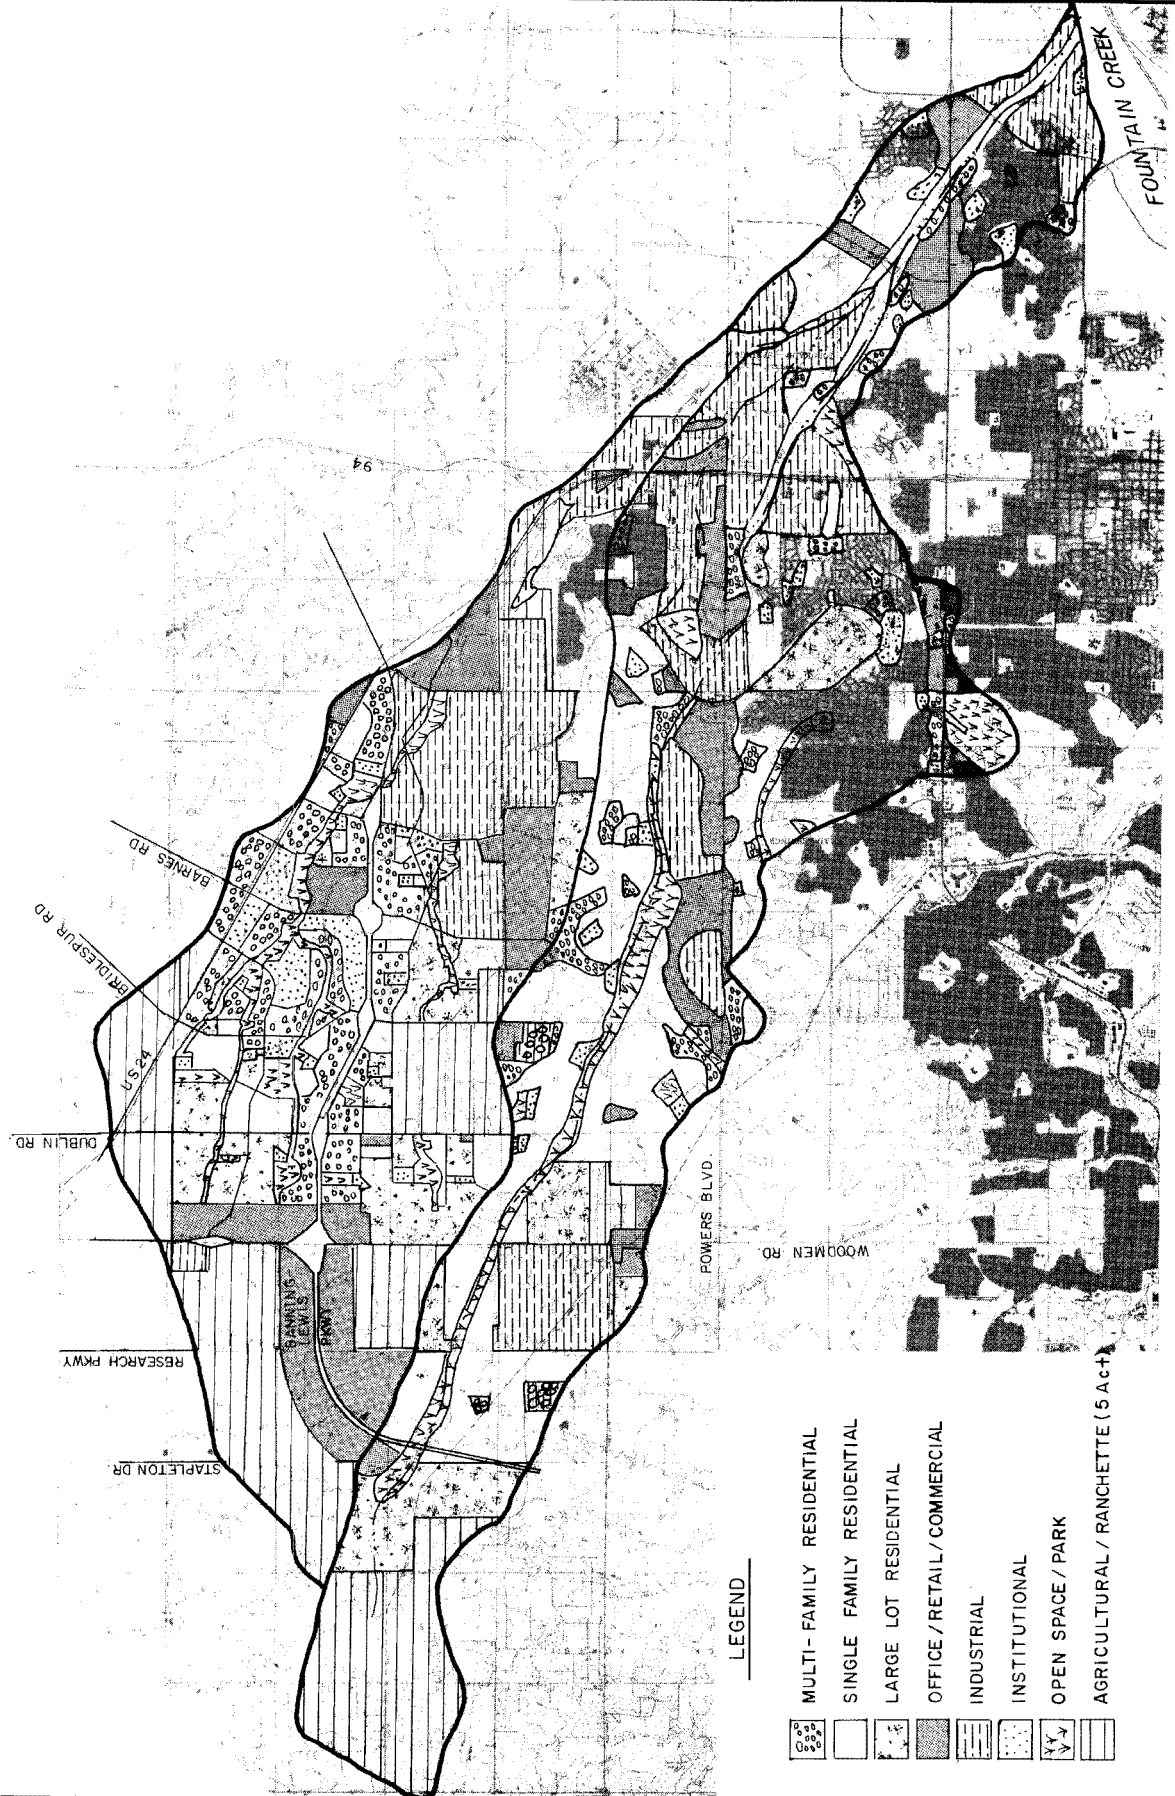 FOUNTAIN CREEK
94
BARNES RD
BRIDLESPUR RD
US 24
DUBLIN RD.
BANNING
LEWIS
PKWY
RESEARCH PKWY
STAPLETON DR.
POWERS BLVD.
WOODMEN RD.
LEGEND
MULTI-FAMILY RESIDENTIAL
SINGLE FAMILY RESIDENTIAL
LARGE LOT RESIDENTIAL
OFFICE/RETAIL/COMMERCIAL
INDUSTRIAL
INSTITUTIONAL
OPEN SPACE/PARK
AGRICULTURAL/RANCHETTE (5 Ac+)